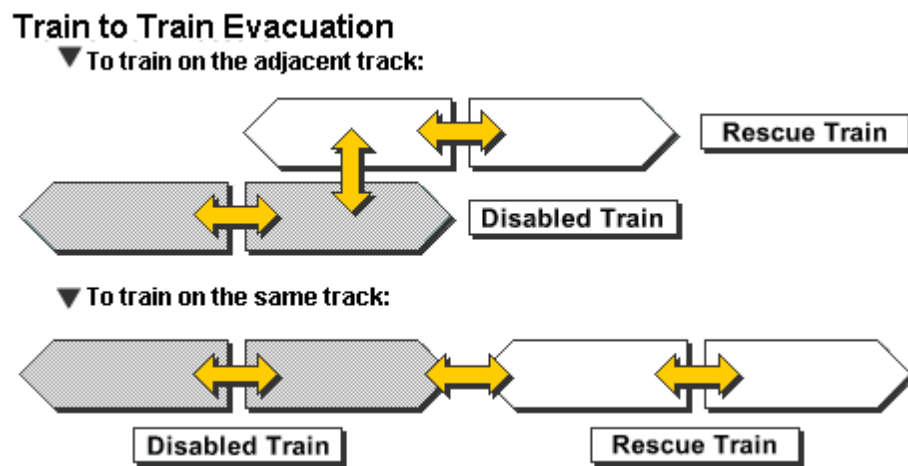 Train to Train Evacuation
To train on the adjacent track:
Rescue Train
Disabled Train
To train on the same track:
Disabled Train
Rescue Train